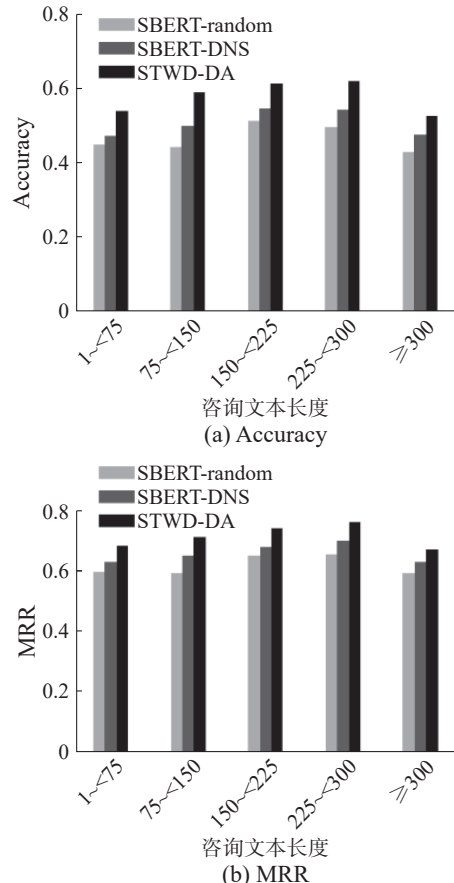 0.8
SBERT-random
SBERT-DNS
STWD-DA
0.6
0.4
0.2
0
Accuracy
1~<75
75~<150
150~<225
225~<300
≥300
咨询文本长度
(a) Accuracy
SBERT-random
SBERT-DNS
STWD-DA
0.8
0.6
0.4
0.2
0
MRR
1~<75
75~<150
150~<225
225~<300
≥300
咨询文本长度
(b) MRR